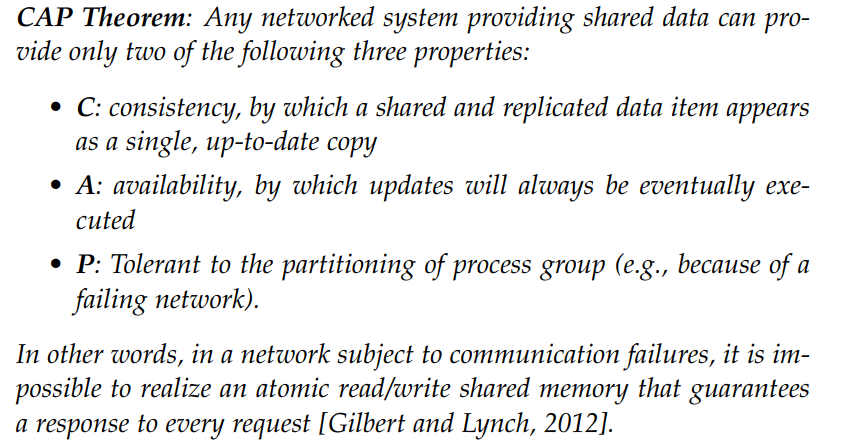 CAP Theorem: Any networked system providing shared data can pro-
vide only two of the following three properties:
• C: consistency, by which a shared and replicated data item appears
as a single, up-to-date copy
• A: availability, by which updates will always be eventually exe-
cuted
• P: Tolerant to the partitioning of process group (e.g., because of a
failing network).
In other words, in a network subject to communication failures, it is im-
possible to realize an atomic read/write shared memory that guarantees
a response to every request [Gilbert and Lynch, 2012].